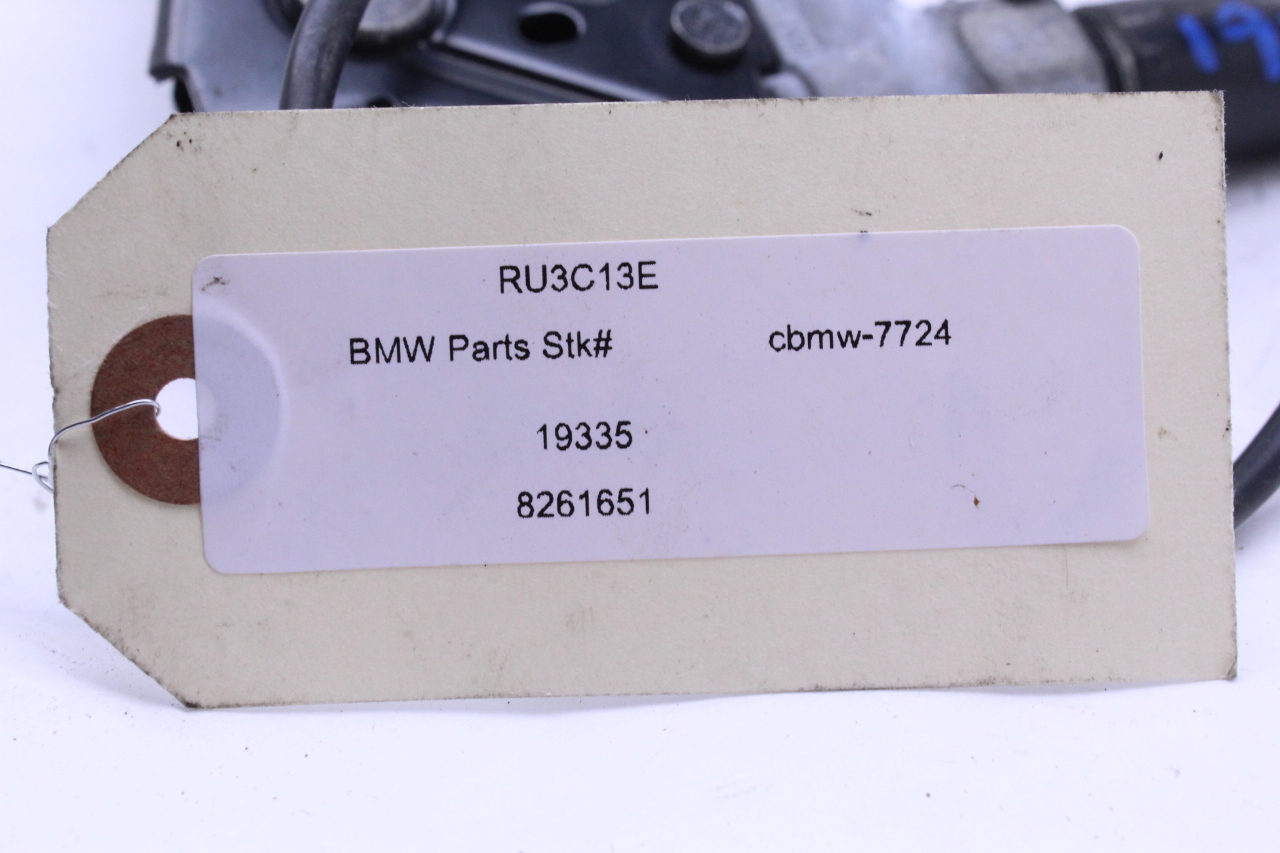 RU3C13E
BMW Parts Stk# cbmw-7724
19335
8261651